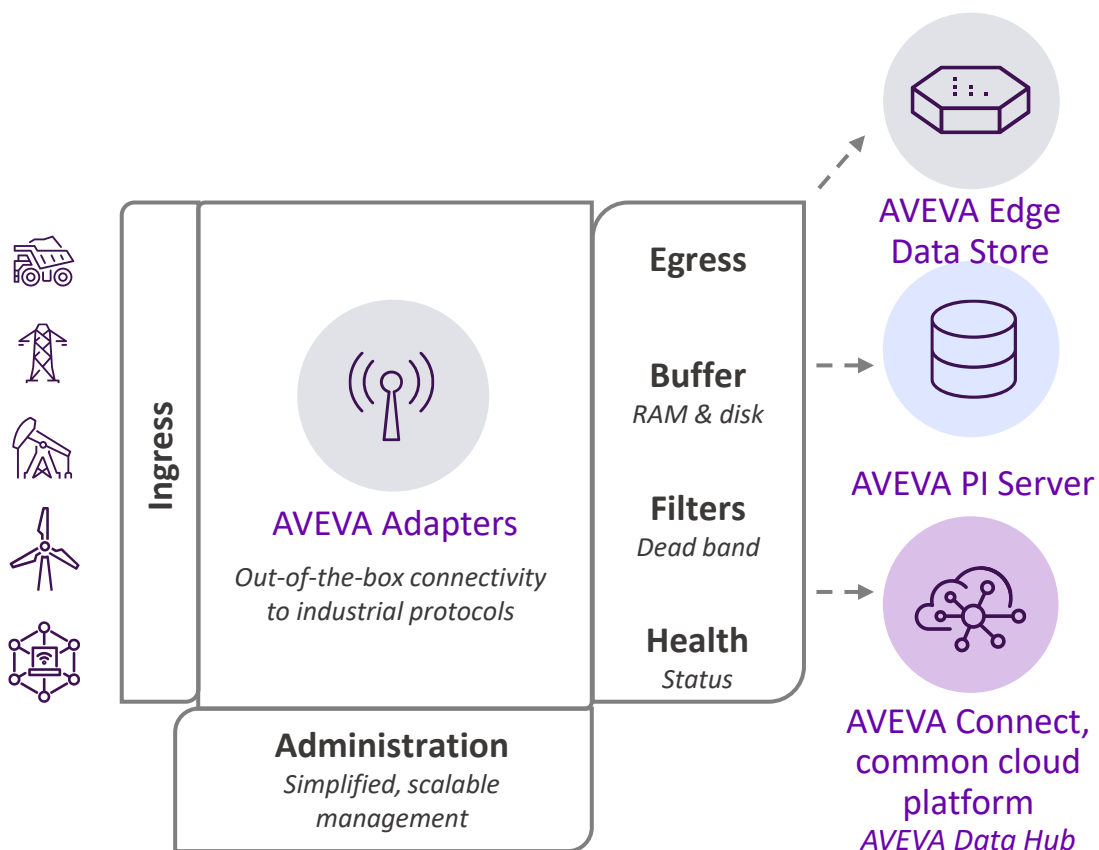 Ingress
AVEVA Adapters
Out-of-the-box connectivity
to industrial protocols
Administration
Simplified, scalable
management
Egress
Buffer
RAM & disk
Filters
Dead band
Health
Status
AVEVA Edge
Data Store
AVEVA PI Server
AVEVA Connect,
common cloud
platform
AVEVA Data Hub